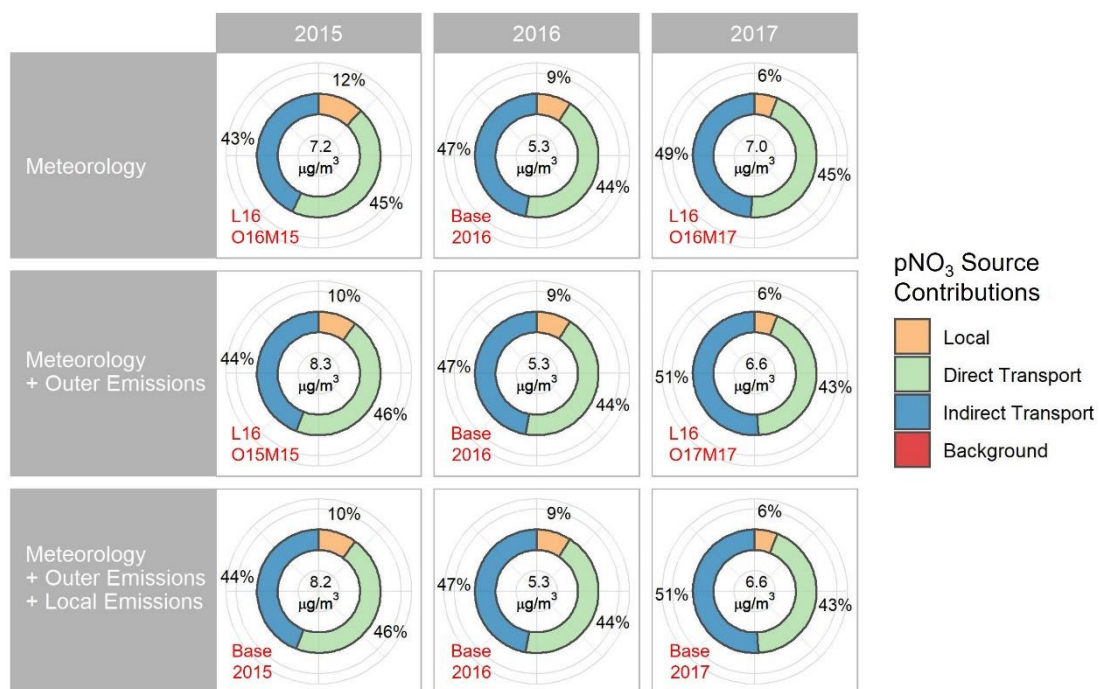 2015
2016
2017
Meteorology
12%
43%
45%
7.2
μg/m³
L16
O16M15
9%
47%
44%
5.3
μg/m³
Base
2016
6%
49%
45%
7.0
μg/m³
L16
O16M17
Meteorology
+ Outer Emissions
10%
44%
46%
8.3
μg/m³
L16
O15M15
9%
47%
44%
5.3
μg/m³
Base
2016
6%
51%
43%
6.6
μg/m³
L16
O17M17
Meteorology
+ Outer Emissions
+ Local Emissions
10%
44%
46%
8.2
μg/m³
Base
2015
9%
47%
44%
5.3
μg/m³
Base
2016
6%
51%
43%
6.6
μg/m³
Base
2017
pNO₃ Source
Contributions
Local
Direct Transport
Indirect Transport
Background